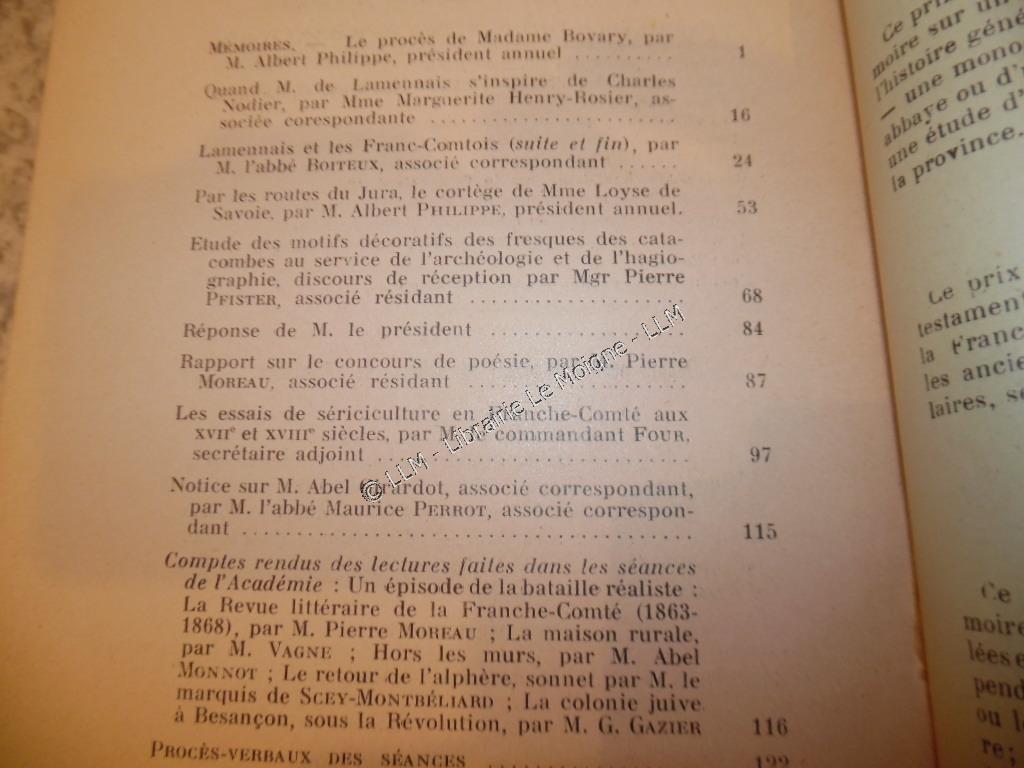 MÉMOIRES. — Le procès de Madame Bovary, par
M. Albert Philippe, président annuel .......... 1
Quand M. de Lamennais s'inspire de Charles
Nodier, par Mme Marguerite Henry-Rosier, as-
sociée corespondante ........................ 16
Lamennais et les Franc-Comtois (suite et fin), par
M. l'abbé BOITEUX, associé correspondant ...... 24
Par les routes du Jura, le cortège de Mme Loyse de
Savoie, par M. Albert PHILIPPE, président annuel. 53
Etude des motifs décoratifs des fresques des cata-
combes au service de l'archéologie et de l'hagio-
graphie, discours de réception par Mgr Pierre
PFISTER, associé résidant .................... 68
Réponse de M. le président .................. 84
Rapport sur le concours de poésie, par M. Pierre
MOREAU, associé résidant .................... 87
Les essais de sériciculture en Franche-Comté aux
XVIIe et XVIIIe siècles, par M. le commandant FOUR,
secrétaire adjoint ............................ 97
Notice sur M. Abel Girardot, associé correspondant,
par M. l'abbé Maurice PERROT, associé correspon-
dant ........................................ 115
Comptes rendus des lectures faites dans les séances
de l'Académie : Un épisode de la bataille réaliste :
La Revue littéraire de la Franche-Comté (1863-
1868), par M. Pierre MOREAU ; La maison rurale,
par M. VAGNE ; Hors les murs, par M. Abel
MONNOT ; Le retour de l'alphère, sonnet par M. le
marquis de SCEY-MONTBÉLIARD ; La colonie juive
à Besançon, sous la Révolution, par M. G. GAZIER 116
PROCÈS-VERBAUX DES SÉANCES .................. 122
© LLM - Librairie Le Moigne - LLM
Ce prix
moire sur un
l'histoire géné
— une mono
abbaye ou d'
une étude d'
la province.
Le prix
testament
la Franc
les ancie
laires, s
Ce
moire
lées e
pend
ou l
re ;